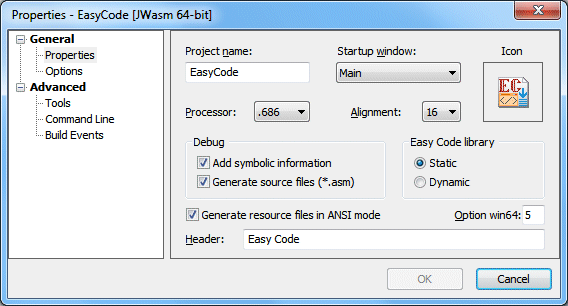 Properties - EasyCode [JWasm 64-bit]
General
Properties
Options
Advanced
Tools
Command Line
Build Events
Project name:
Startup window:
Icon
EasyCode
Main
EC
Processor:
.686
Alignment:
16
Debug
Add symbolic information
Generate source files (*.asm)
Easy Code library
Static
Dynamic
Generate resource files in ANSI mode
Option win64:
5
Header:
Easy Code
OK
Cancel